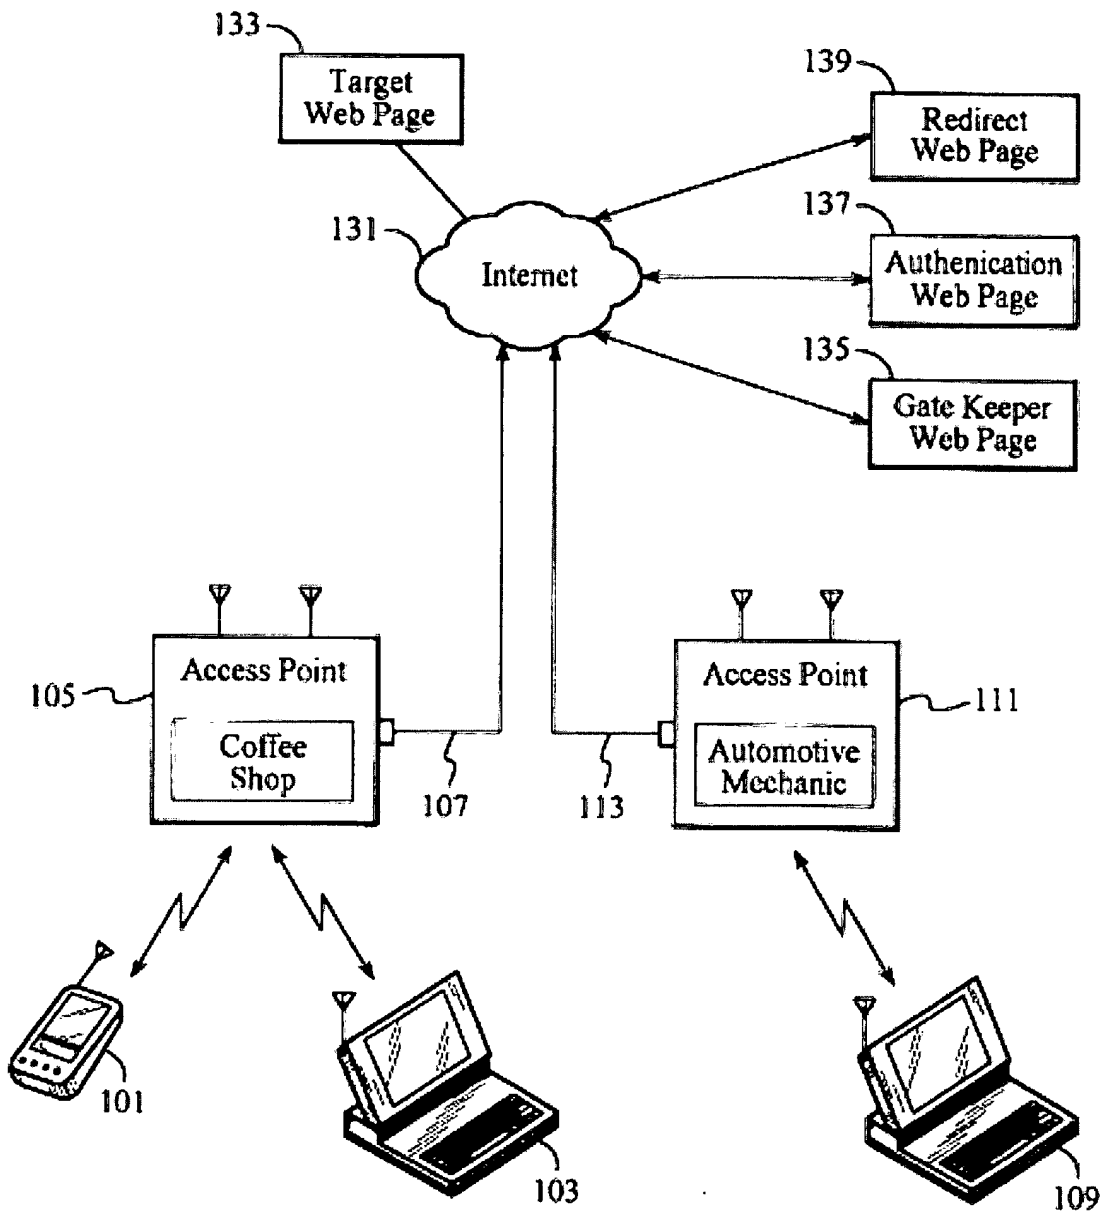 133
Target
Web Page
139
Redirect
Web Page
137
Authenication
Web Page
131
Internet
135
Gate Keeper
Web Page
105
Access Point
Coffee
Shop
107
Access Point
111
Automotive
Mechanic
113
101
103
109